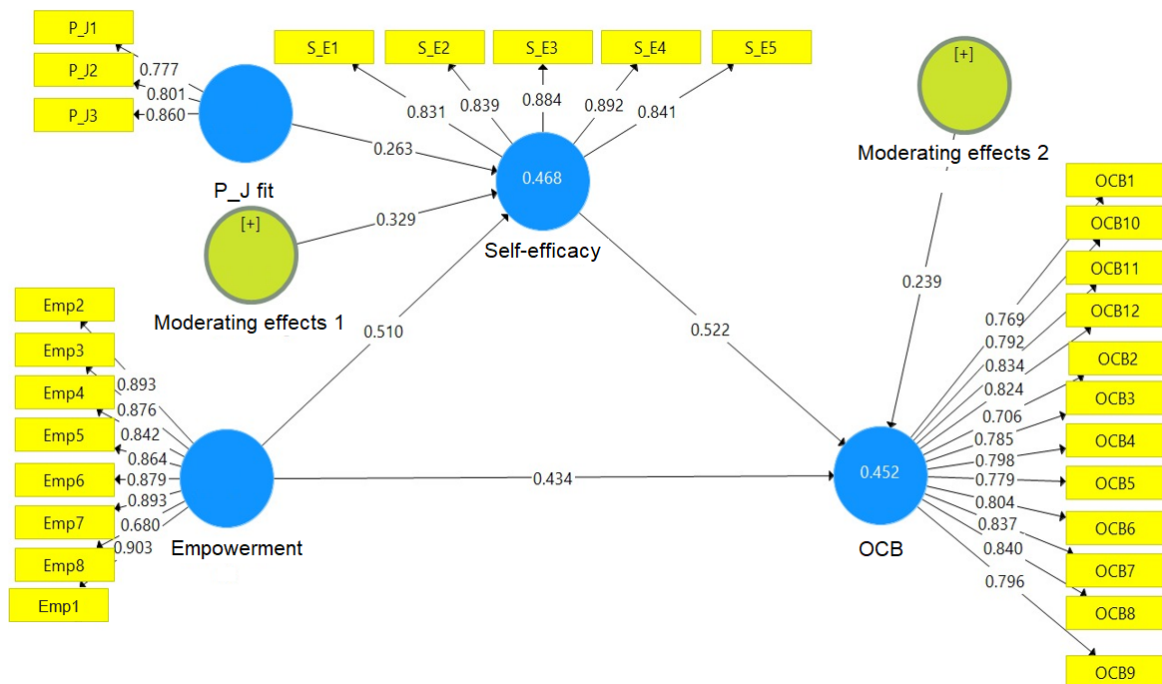 P_J1
P_J2
P_J3
0.777
0.801
0.860
P_J fit
S_E1
S_E2
S_E3
S_E4
S_E5
0.831
0.839
0.884
0.892
0.841
0.468
Self-efficacy
[+]
Moderating effects 2
0.263
[+]
Moderating effects 1
0.329
0.510
0.522
0.239
0.434
Emp2
Emp3
Emp4
Emp5
Emp6
Emp7
Emp8
Emp1
0.893
0.876
0.842
0.864
0.879
0.893
0.680
0.903
Empowerment
0.452
OCB
0.769
0.792
0.834
0.824
0.706
0.785
0.798
0.779
0.804
0.837
0.840
0.796
OCB1
OCB10
OCB11
OCB12
OCB2
OCB3
OCB4
OCB5
OCB6
OCB7
OCB8
OCB9